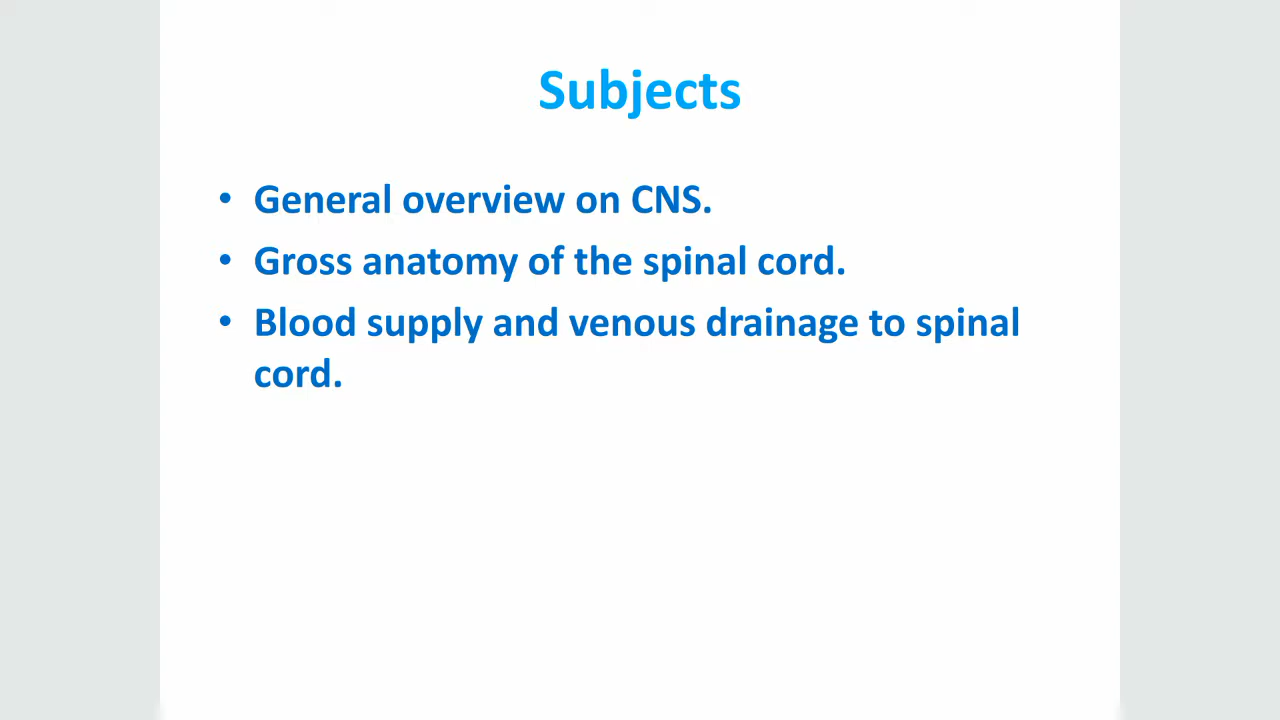 Subjects
• General overview on CNS.
• Gross anatomy of the spinal cord.
• Blood supply and venous drainage to spinal
cord.